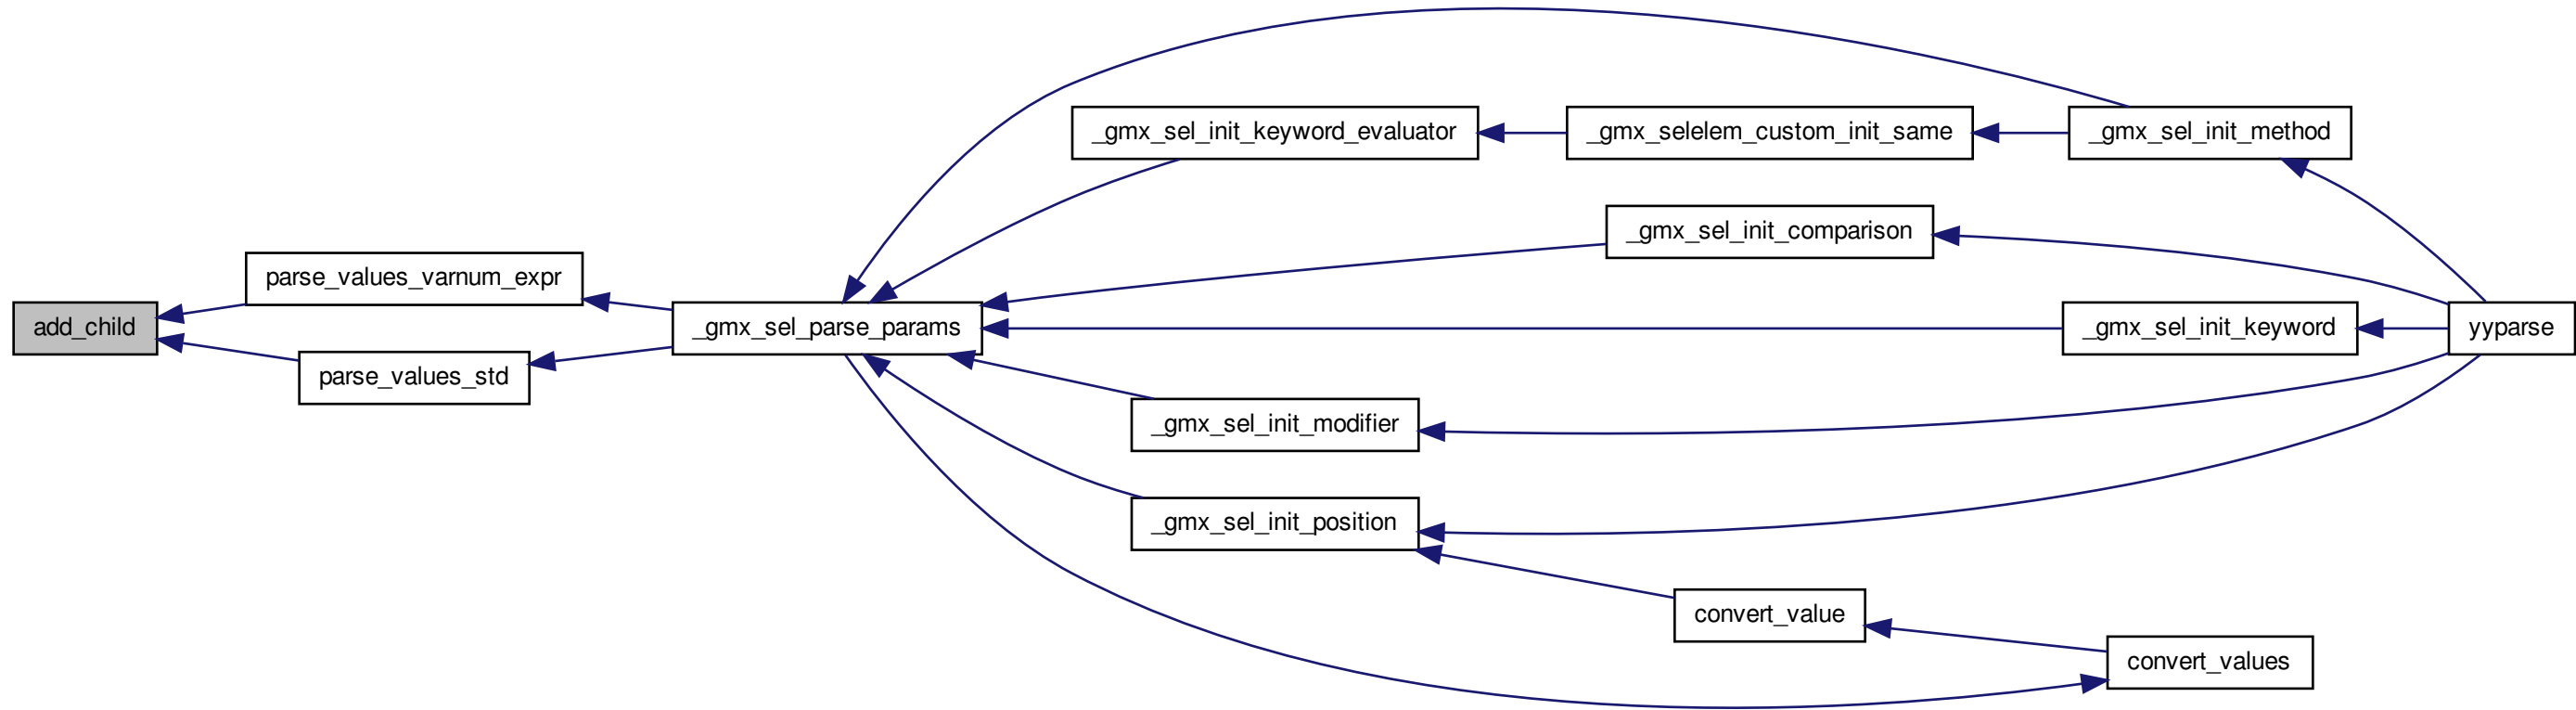 _gmx_sel_init_keyword_evaluator
_gmx_selelem_custom_init_same
_gmx_sel_init_method
_gmx_sel_init_comparison
parse_values_varnum_expr
add_child
_gmx_sel_parse_params
_gmx_sel_init_keyword
yyparse
parse_values_std
_gmx_sel_init_modifier
_gmx_sel_init_position
convert_value
convert_values